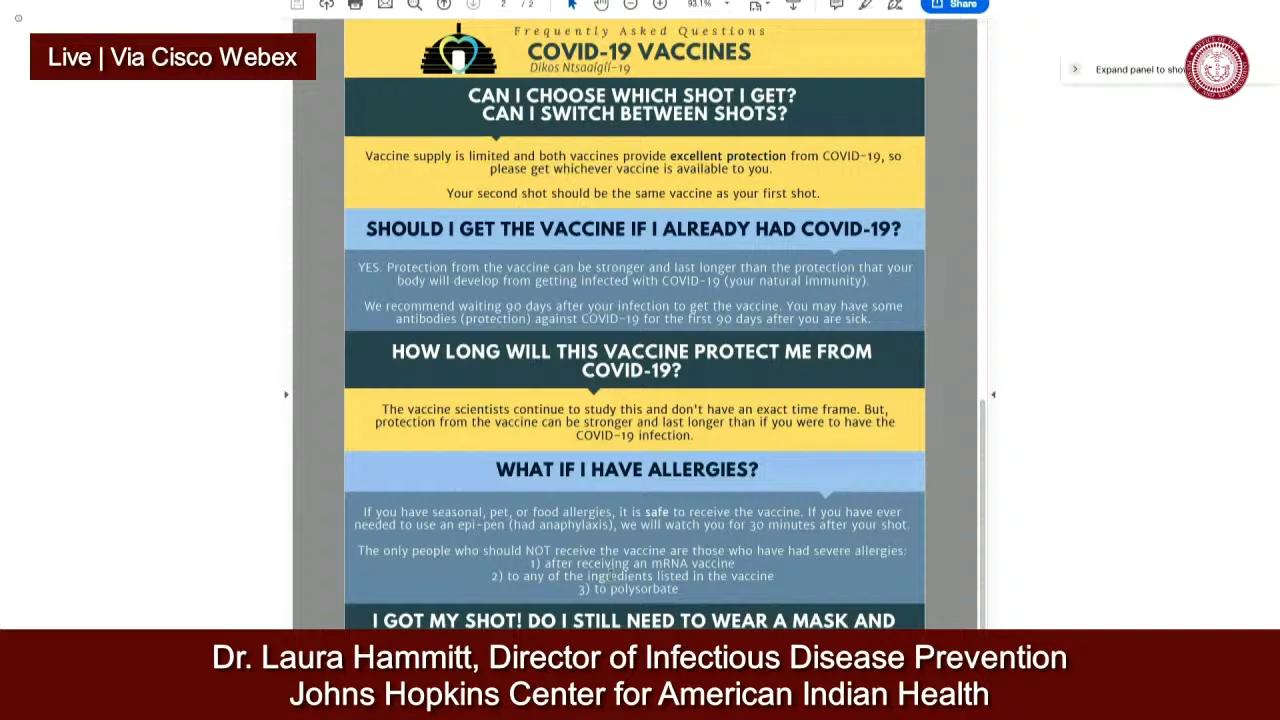 2 / 2
93.1%
Share
Live | Via Cisco Webex
Expand panel to show
Frequently Asked Questions
COVID-19 VACCINES
Dikos Ntsaaígíí-19
CAN I CHOOSE WHICH SHOT I GET?
CAN I SWITCH BETWEEN SHOTS?
Vaccine supply is limited and both vaccines provide excellent protection from COVID-19, so
please get whichever vaccine is available to you.
Your second shot should be the same vaccine as your first shot.
SHOULD I GET THE VACCINE IF I ALREADY HAD COVID-19?
YES. Protection from the vaccine can be stronger and last longer than the protection that your
body will develop from getting infected with COVID-19 (your natural immunity).
We recommend waiting 90 days after your infection to get the vaccine. You may have some
antibodies (protection) against COVID-19 for the first 90 days after you are sick.
HOW LONG WILL THIS VACCINE PROTECT ME FROM
COVID-19?
The vaccine scientists continue to study this and don't have an exact time frame. But,
protection from the vaccine can be stronger and last longer than if you were to have the
COVID-19 infection.
WHAT IF I HAVE ALLERGIES?
If you have seasonal, pet, or food allergies, it is safe to receive the vaccine. If you have ever
needed to use an epi-pen (had anaphylaxis), we will watch you for 30 minutes after your shot.
The only people who should NOT receive the vaccine are those who have had severe allergies:
1) after receiving an mRNA vaccine
2) to any of the ingredients listed in the vaccine
3) to polysorbate
I GOT MY SHOT! DO I STILL NEED TO WEAR A MASK AND
Dr. Laura Hammitt, Director of Infectious Disease Prevention
Johns Hopkins Center for American Indian Health